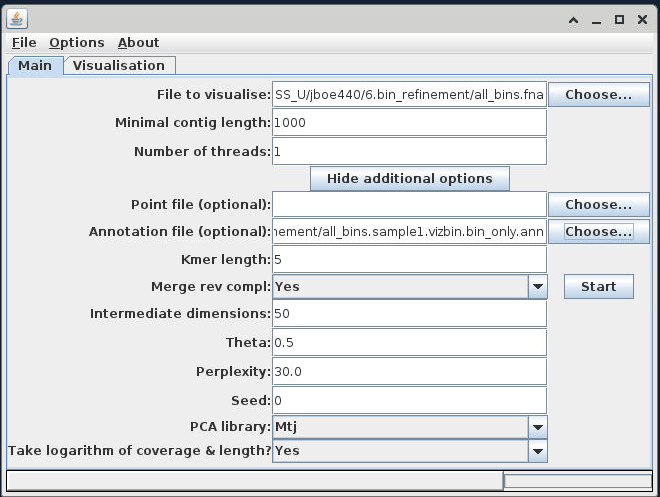 File Options About
Main Visualisation
File to visualise: SS_U/jboe440/6.bin_refinement/all_bins.fna Choose...
Minimal contig length: 1000
Number of threads: 1
Hide additional options
Point file (optional): Choose...
Annotation file (optional): nement/all_bins.sample1.vizbin.bin_only.ann Choose...
Kmer length: 5
Merge rev compl: Yes Start
Intermediate dimensions: 50
Theta: 0.5
Perplexity: 30.0
Seed: 0
PCA library: Mtj
Take logarithm of coverage & length? Yes